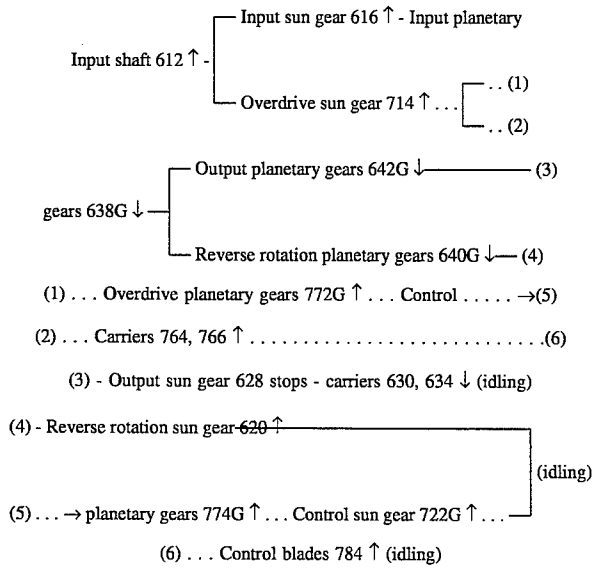 Input sun gear 616 ↑ - Input planetary
Input shaft 612 ↑ -
Overdrive sun gear 714 ↑ . . .
. . (1)
. . (2)
Output planetary gears 642G ↓ (3)
gears 638G ↓
Reverse rotation planetary gears 640G ↓ (4)
(1) . . . Overdrive planetary gears 772G ↑ . . . Control . . . . . →(5)
(2) . . . Carriers 764, 766 ↑ . . . . . . . . . . . . . . . . . . . . . . . . . . .(6)
(3) - Output sun gear 628 stops - carriers 630, 634 ↓ (idling)
(4) - Reverse rotation sun gear 620 ↑
(idling)
(5) . . . → planetary gears 774G ↑ . . . Control sun gear 722G ↑ . . .
(6) . . . Control blades 784 ↑ (idling)